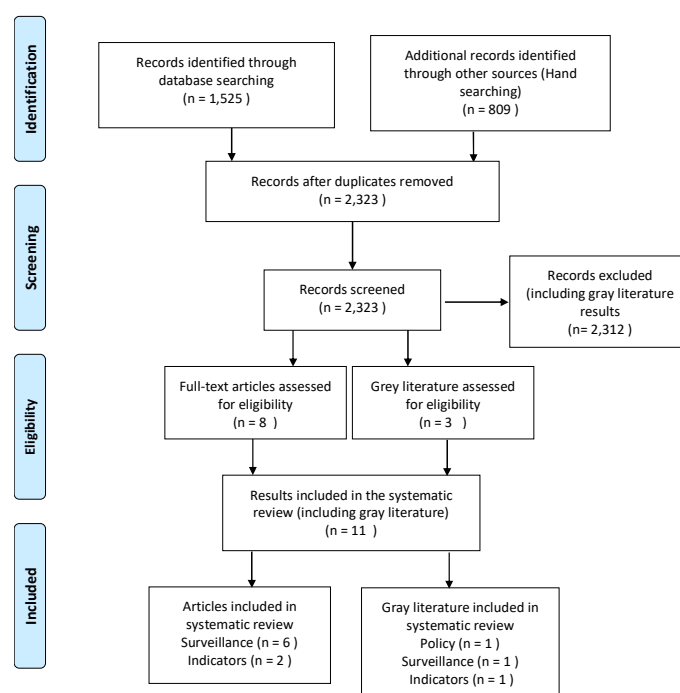 Identification
Records identified through
database searching
(n = 1,525 )
Additional records identified
through other sources (Hand
searching)
(n = 809 )
Records after duplicates removed
(n = 2,323 )
Screening
Records screened
(n = 2,323 )
Records excluded
(including gray literature
results
(n= 2,312 )
Eligibility
Full-text articles assessed
for eligibility
(n = 8 )
Grey literature assessed
for eligibility
(n = 3 )
Results included in the systematic
review (including gray literature)
(n = 11 )
Included
Articles included in
systematic review
Surveillance (n = 6 )
Indicators (n = 2 )
Gray literature included in
systematic review
Policy (n = 1 )
Surveillance (n = 1 )
Indicators (n = 1 )